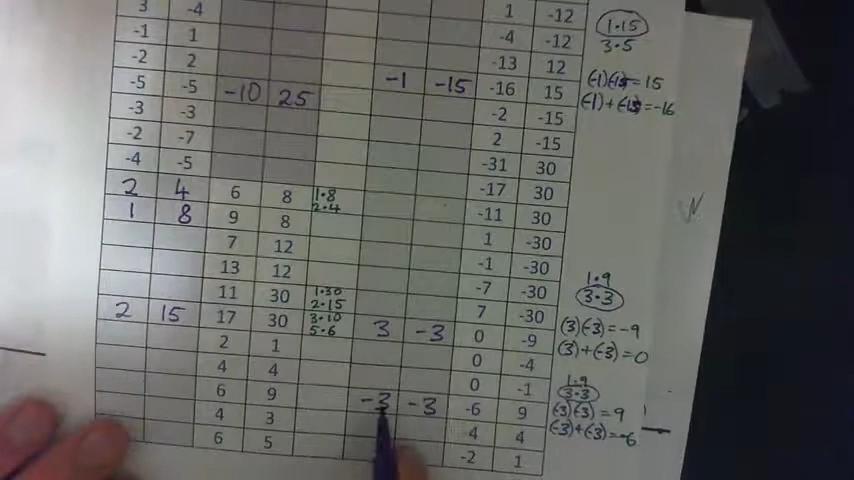 3 -4 1 -12
-1 1 -4 -12
-2 2 -13 12
-5 -5 -10 25 -1 -15 -16 15
-3 -3 -2 -15
-2 -7 2 -15
-4 -5 -31 30
2 4 6 8 1·8 -17 30
2·4
1 8 9 8 -11 30
7 12 1 -30
13 12 -1 -30
11 30 1·30 -7 -30
2·15
2 15 17 30 3·10 7 -30
5·6
2 1 3 -3 0 -9
4 4 0 -4
6 9 0 -1
4 3 -3 -3 -6 9
6 5 4 4
-2 1
1·15
3·5
(-1)(-15)=15
(-1)+(-15)=-16
1·9
3·3
(3)(-3)=-9
(3)+(-3)=0
1·9
3·3
(-3)(-3)=9
(-3)+(-3)=-6